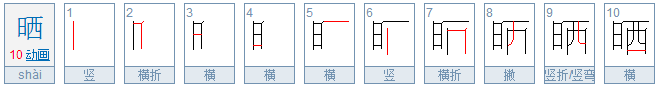 晒 1 2 3 4 5 6 7 8 9 10
10 动画
shài 竖 横折 横 横 横 竖 横折 撇 竖折/竖弯 横